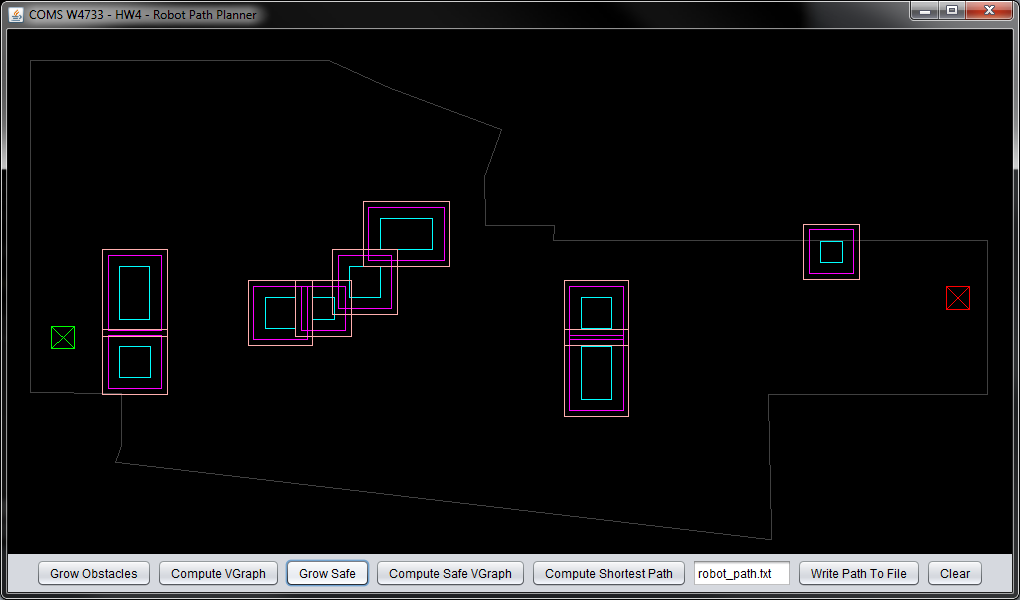 COMS W4733 - HW4 - Robot Path Planner
Grow Obstacles Compute VGraph Grow Safe Compute Safe VGraph Compute Shortest Path robot_path.txt Write Path To File Clear